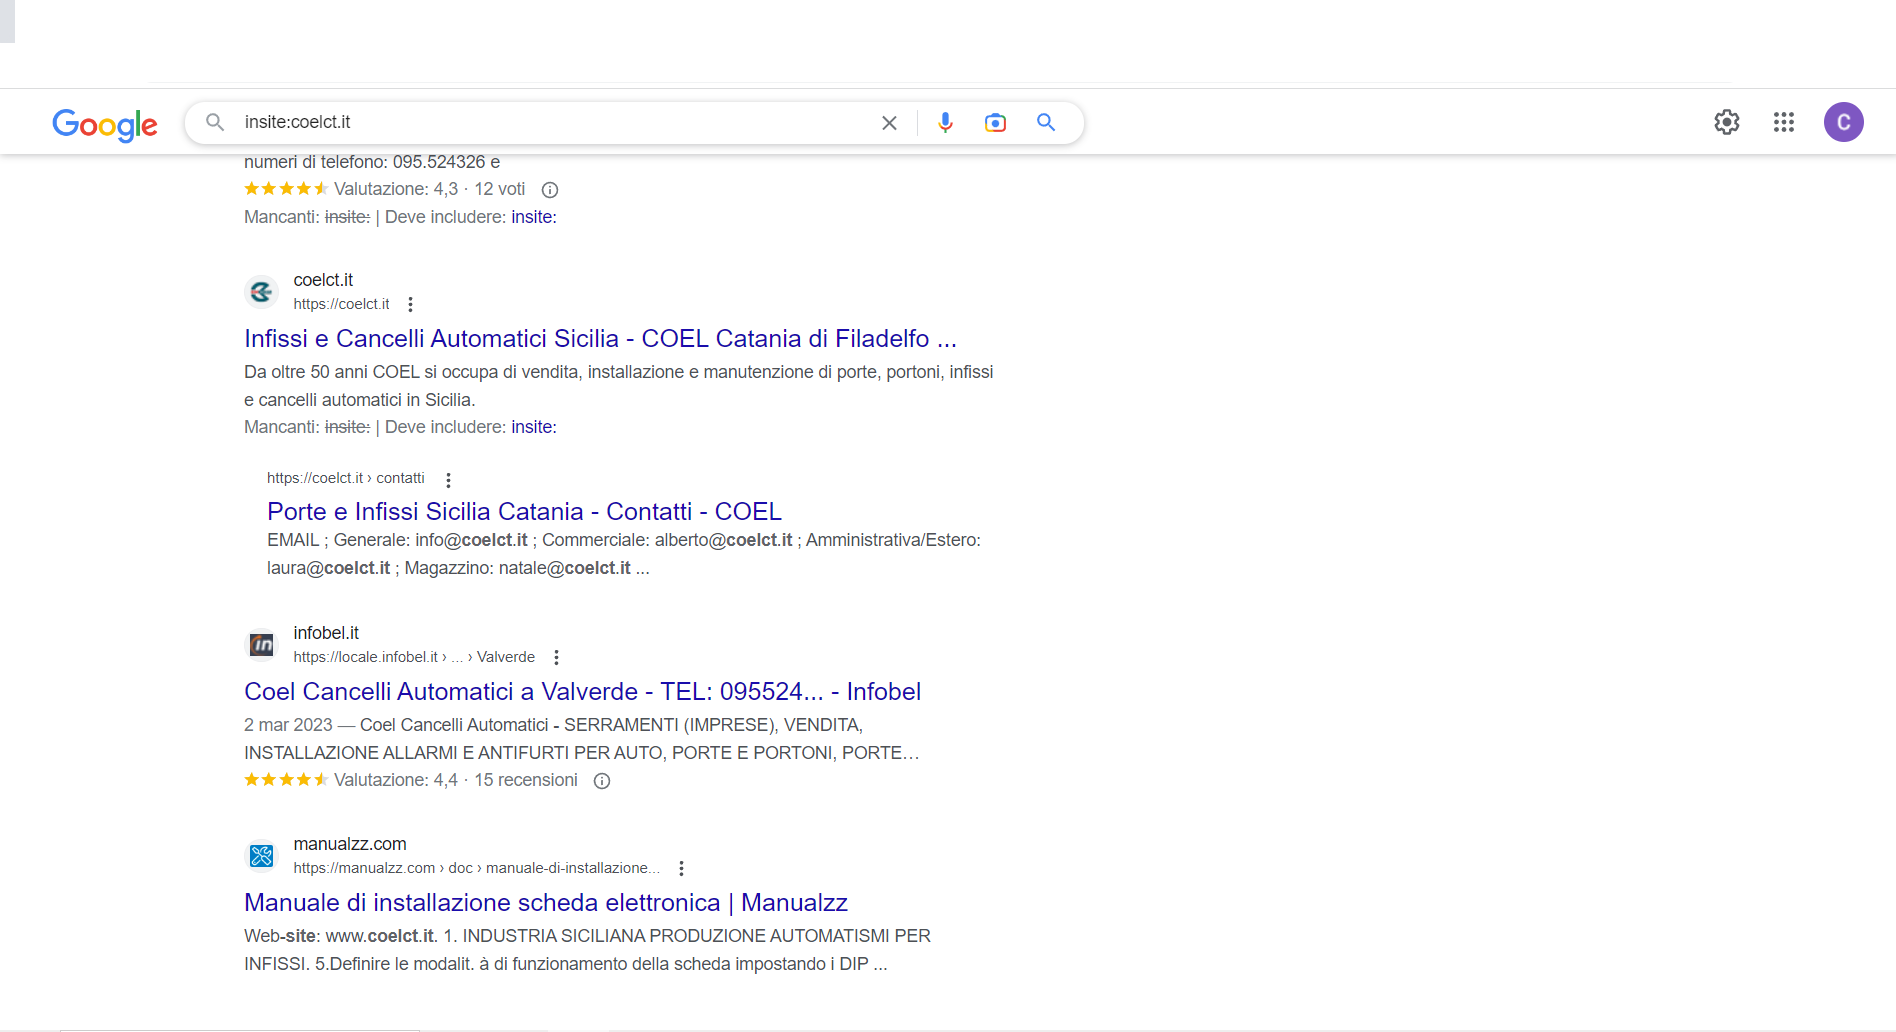 Google
insite:coelct.it
C
numeri di telefono: 095.524326 e
Valutazione: 4,3 · 12 voti
Mancanti: insite: | Deve includere: insite:
coelct.it
https://coelct.it
Infissi e Cancelli Automatici Sicilia - COEL Catania di Filadelfo ...
Da oltre 50 anni COEL si occupa di vendita, installazione e manutenzione di porte, portoni, infissi
e cancelli automatici in Sicilia.
Mancanti: insite: | Deve includere: insite:
https://coelct.it › contatti
Porte e Infissi Sicilia Catania - Contatti - COEL
EMAIL ; Generale: info@coelct.it ; Commerciale: alberto@coelct.it ; Amministrativa/Estero:
laura@coelct.it ; Magazzino: natale@coelct.it ...
in
infobel.it
https://locale.infobel.it › ... › Valverde
Coel Cancelli Automatici a Valverde - TEL: 095524... - Infobel
2 mar 2023 — Coel Cancelli Automatici - SERRAMENTI (IMPRESE), VENDITA,
INSTALLAZIONE ALLARMI E ANTIFURTI PER AUTO, PORTE E PORTONI, PORTE…
Valutazione: 4,4 · 15 recensioni
manualzz.com
https://manualzz.com › doc › manuale-di-installazione...
Manuale di installazione scheda elettronica | Manualzz
Web-site: www.coelct.it. 1. INDUSTRIA SICILIANA PRODUZIONE AUTOMATISMI PER
INFISSI. 5.Definire le modalit. à di funzionamento della scheda impostando i DIP ...